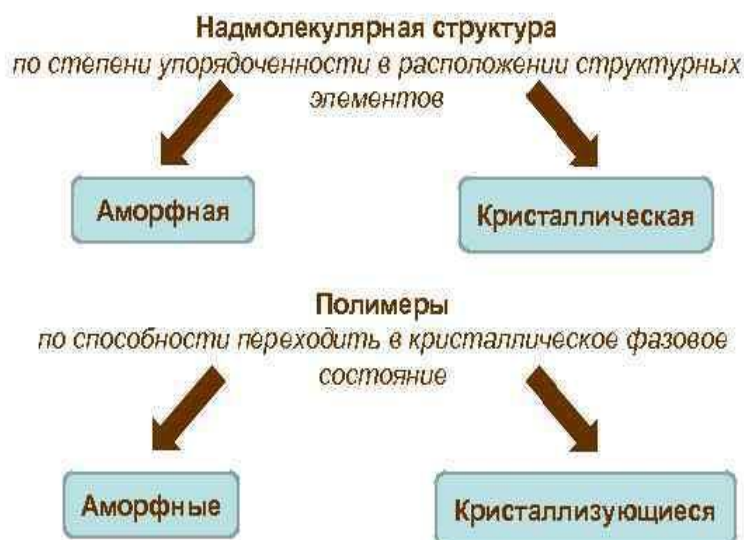 Надмолекулярная структура
по степени упорядоченности в расположении структурных
элементов
Аморфная
Кристаллическая
Полимеры
по способности переходить в кристаллическое фазовое
состояние
Аморфные
Кристаллизующиеся